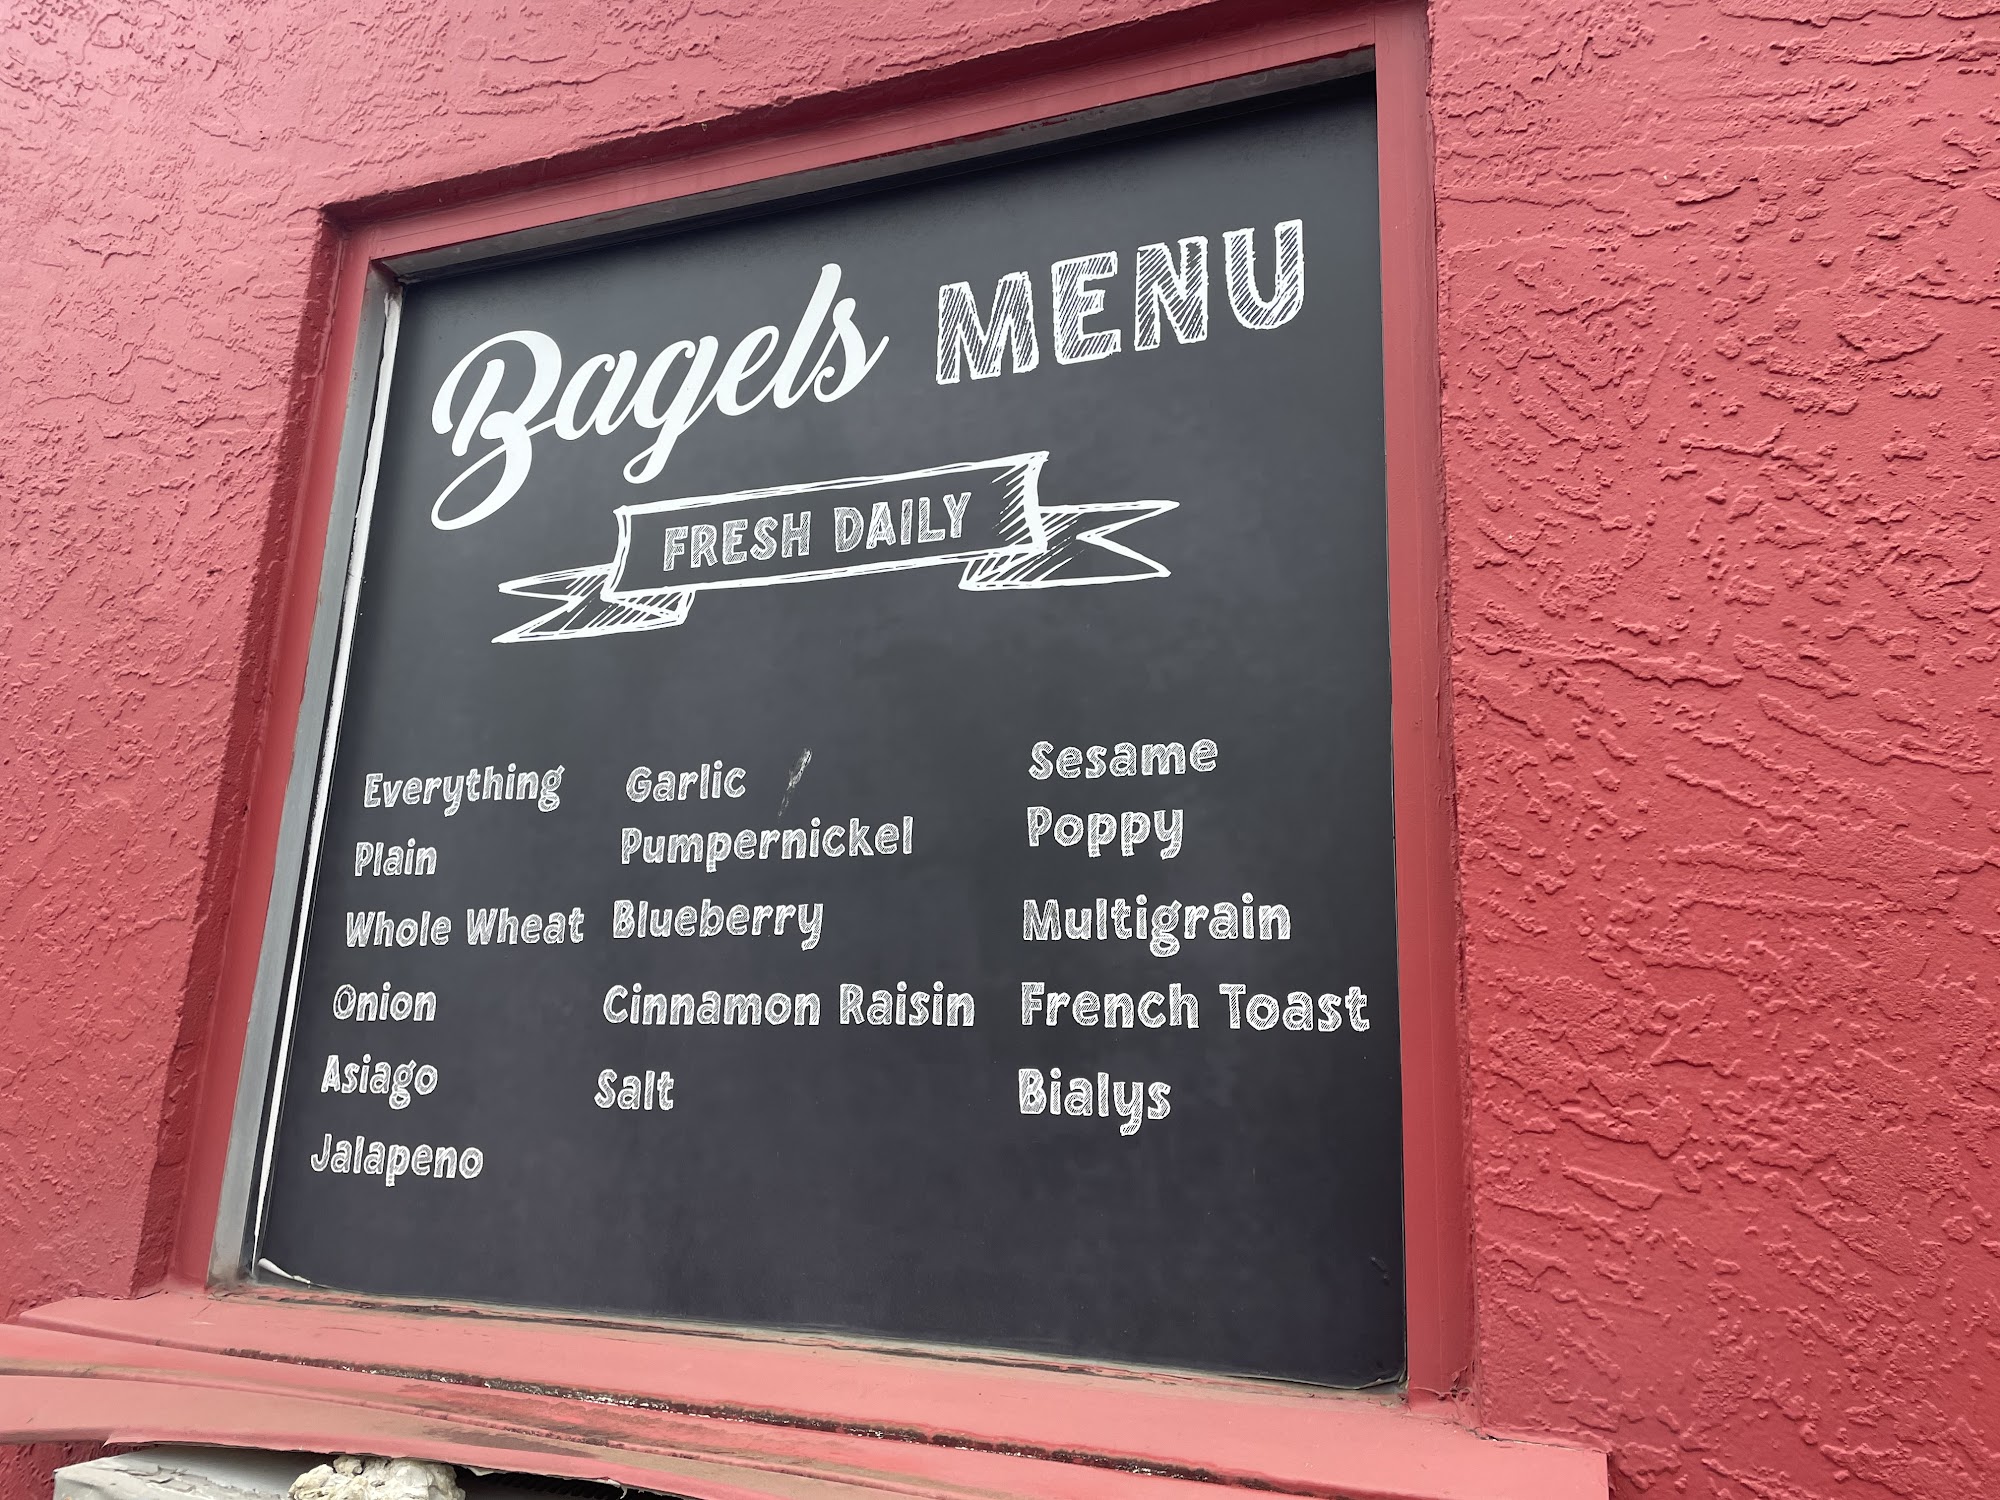 Bagels MENU
FRESH DAILY
Everything
Plain
Whole Wheat
Onion
Asiago
Jalapeno
Garlic
Pumpernickel
Blueberry
Cinnamon Raisin
Salt
Sesame
Poppy
Multigrain
French Toast
Bialys